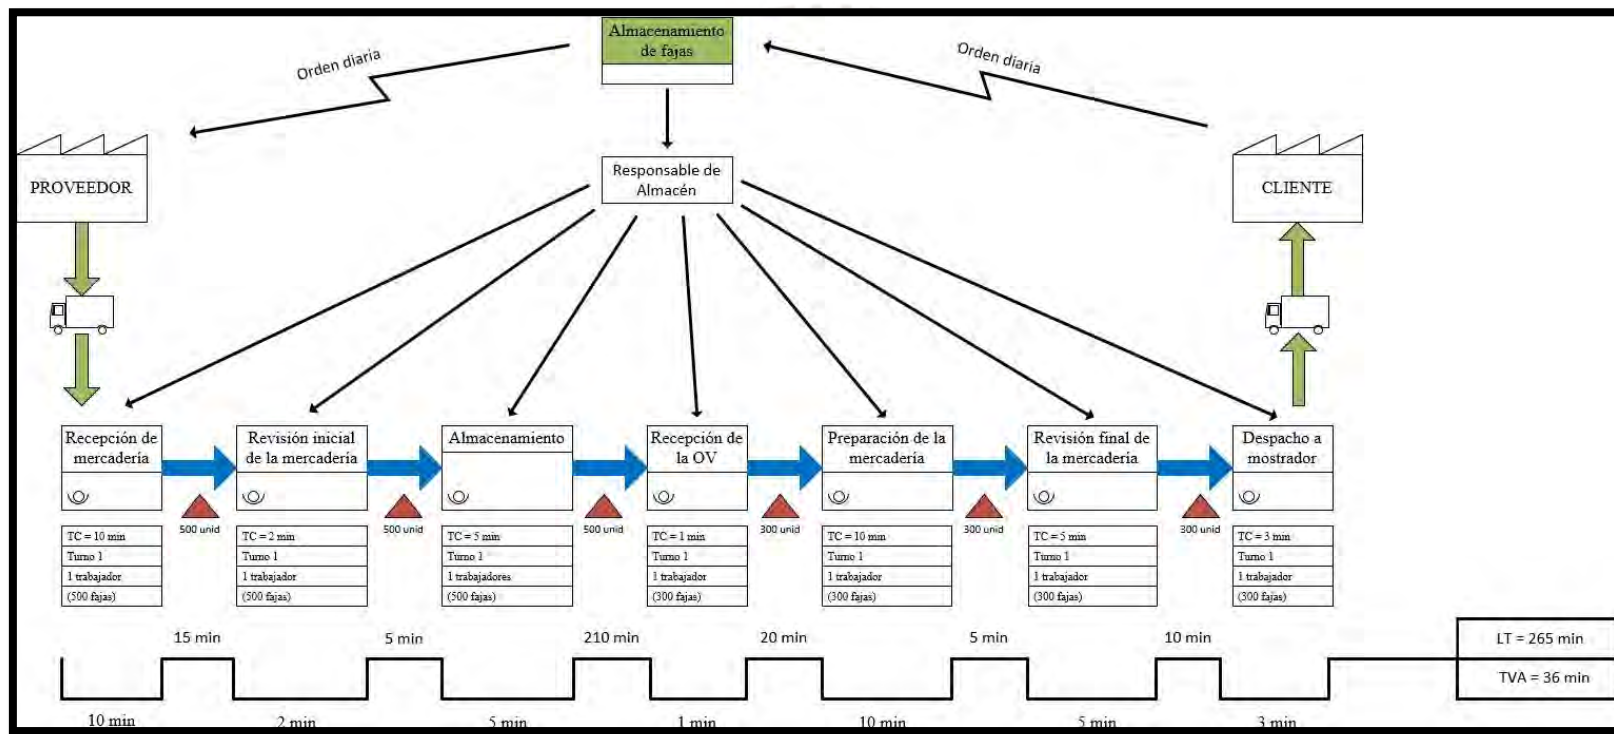 Almacenamiento
de fajas
Orden diaria
Orden diaria
PROVEEDOR
Responsable de
Almacén
CLIENTE
Recepción de
mercadería
Revisión inicial
de la mercadería
Almacenamiento
Recepción de
la OV
Preparación de la
mercadería
Revisión final de
la mercadería
Despacho a
mostrador
500 unid
500 unid
500 unid
300 unid
300 unid
300 unid
TC = 10 min
Turno 1
1 trabajador
(500 fajas)
TC = 2 min
Turno 1
1 trabajador
(500 fajas)
TC = 5 min
Turno 1
1 trabajadores
(500 fajas)
TC = 1 min
Turno 1
1 trabajador
(300 fajas)
TC = 10 min
Turno 1
1 trabajador
(300 fajas)
TC = 5 min
Turno 1
1 trabajador
(300 fajas)
TC = 3 min
Turno 1
1 trabajador
(300 fajas)
15 min
5 min
210 min
20 min
5 min
10 min
LT = 265 min
TVA = 36 min
10 min
2 min
5 min
1 min
10 min
5 min
3 min